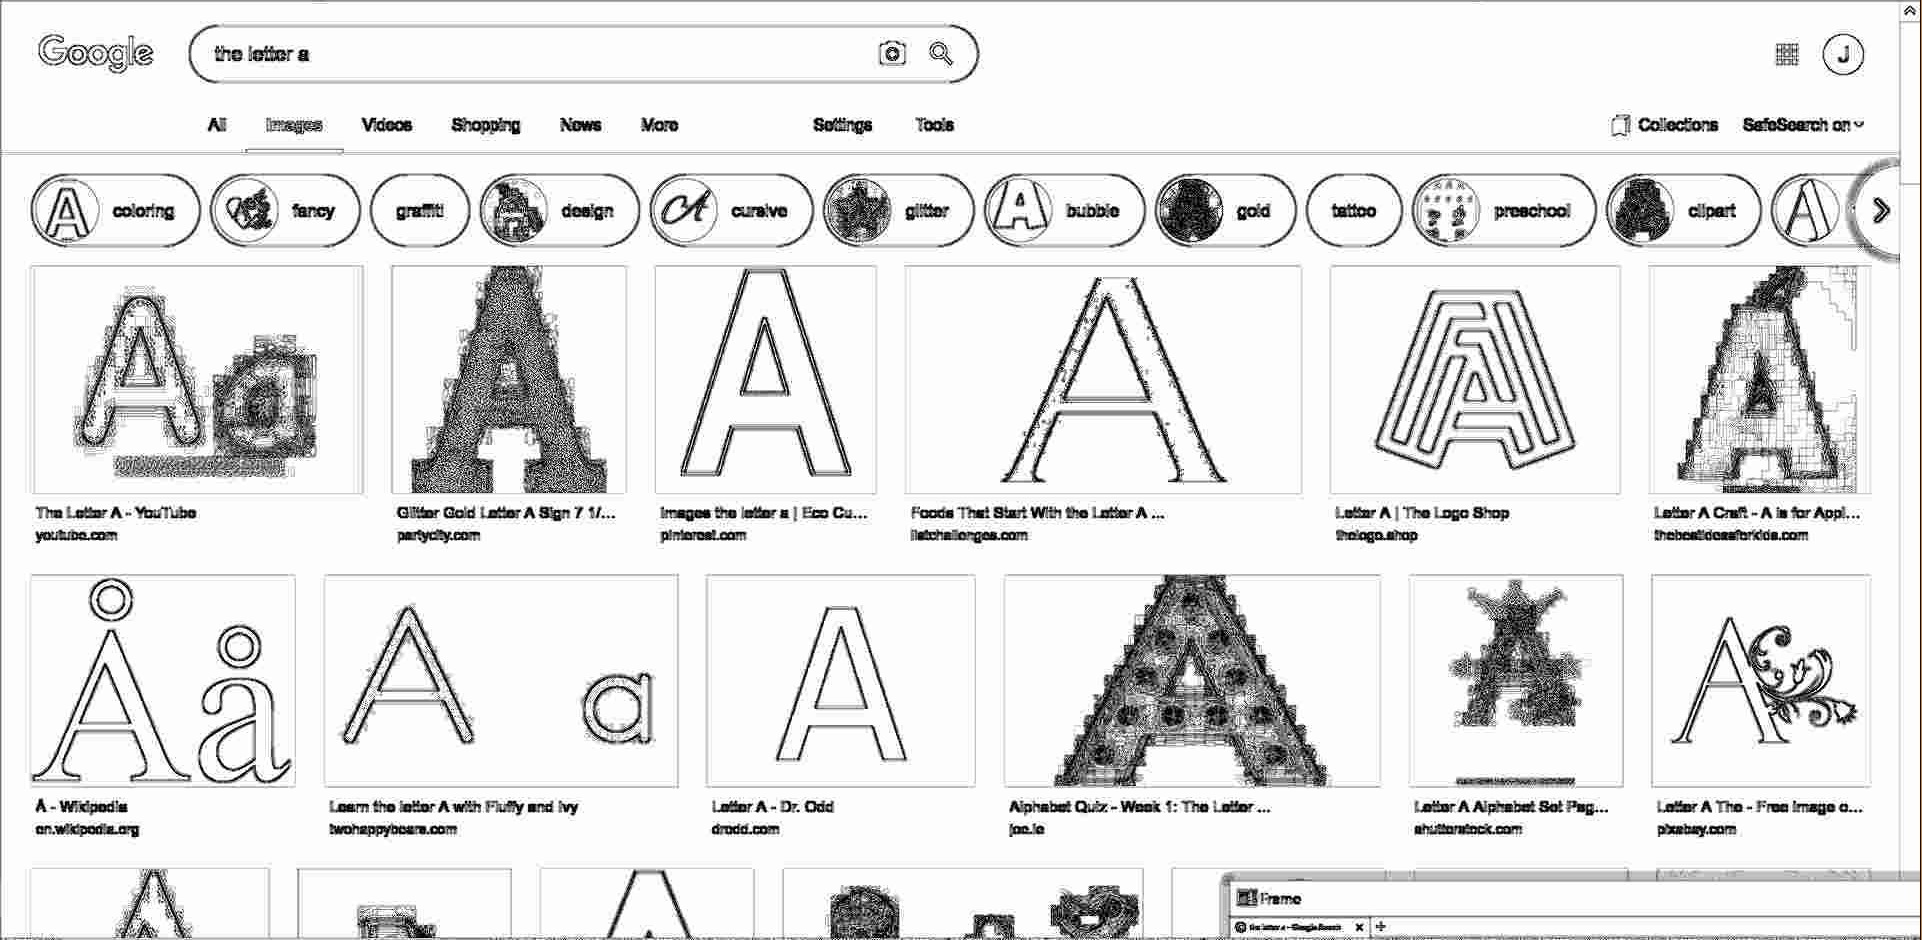 Google
the letter a
J
All Images Videos Shopping News More Settings Tools Collections SafeSearch on
coloring fancy graffiti design cursive glitter bubble gold tattoo preschool clipart
A a A A A A A
The Letter A - YouTube
youtube.com
Glitter Gold Letter A Sign 7 1/...
partycity.com
Images the letter a | Eco Cu...
pinterest.com
Foods That Start With the Letter A ...
listchallenges.com
Letter A | The Logo Shop
thelogo.shop
Letter A Craft - A is for Appl...
thebestideasforkids.com
Å å A a A A A A
Å - Wikipedia
en.wikipedia.org
Learn the letter A with Fluffy and Ivy
twohappybears.com
Letter A - Dr. Odd
drodd.com
Alphabet Quiz - Week 1: The Letter ...
joe.ie
Letter A Alphabet Set Peg...
shutterstock.com
Letter A The - Free image o...
pixabay.com
Frame
the letter a - Google Search